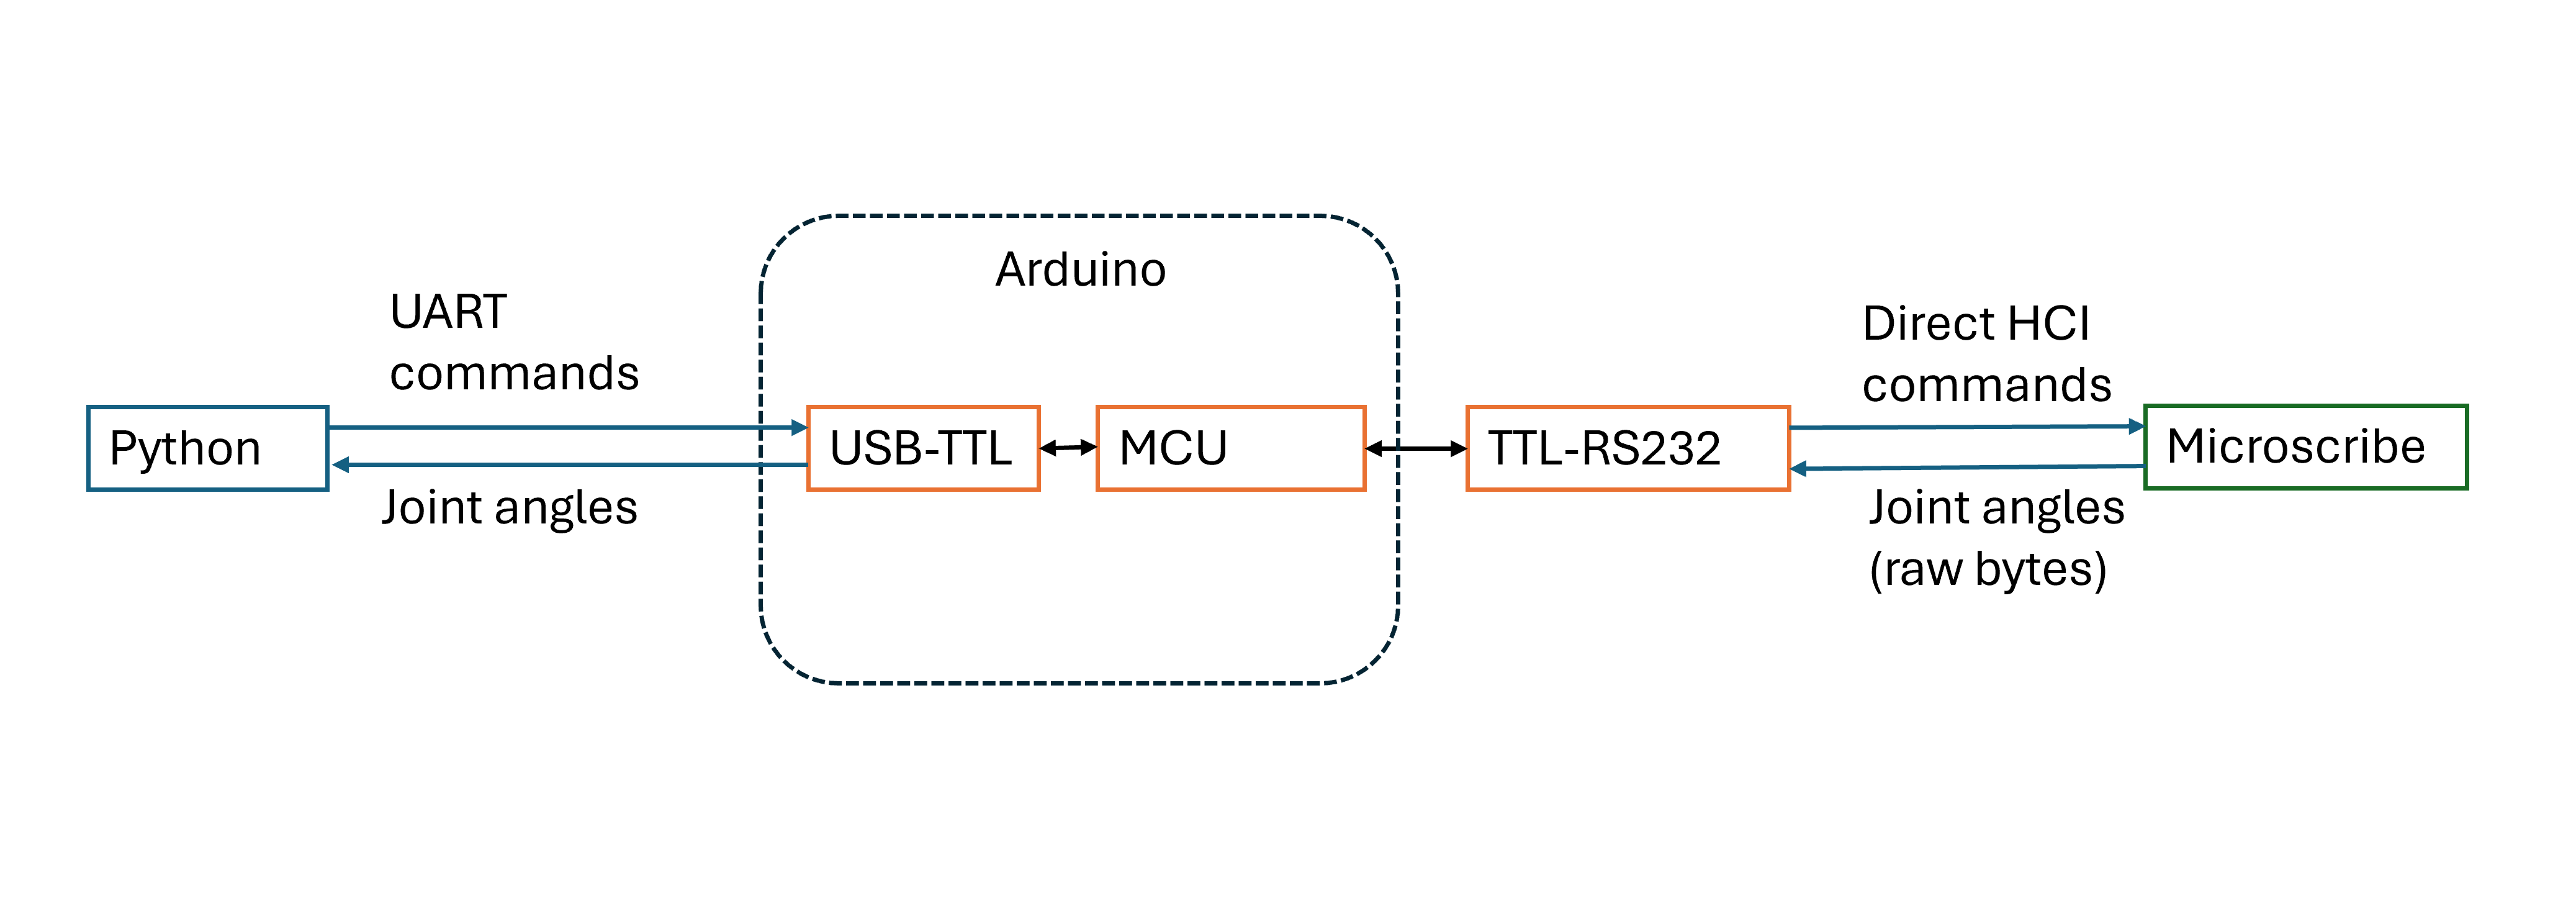 Arduino
UART
commands
Direct HCI
commands
Python
USB-TTL
MCU
TTL-RS232
Microscribe
Joint angles
Joint angles
(raw bytes)